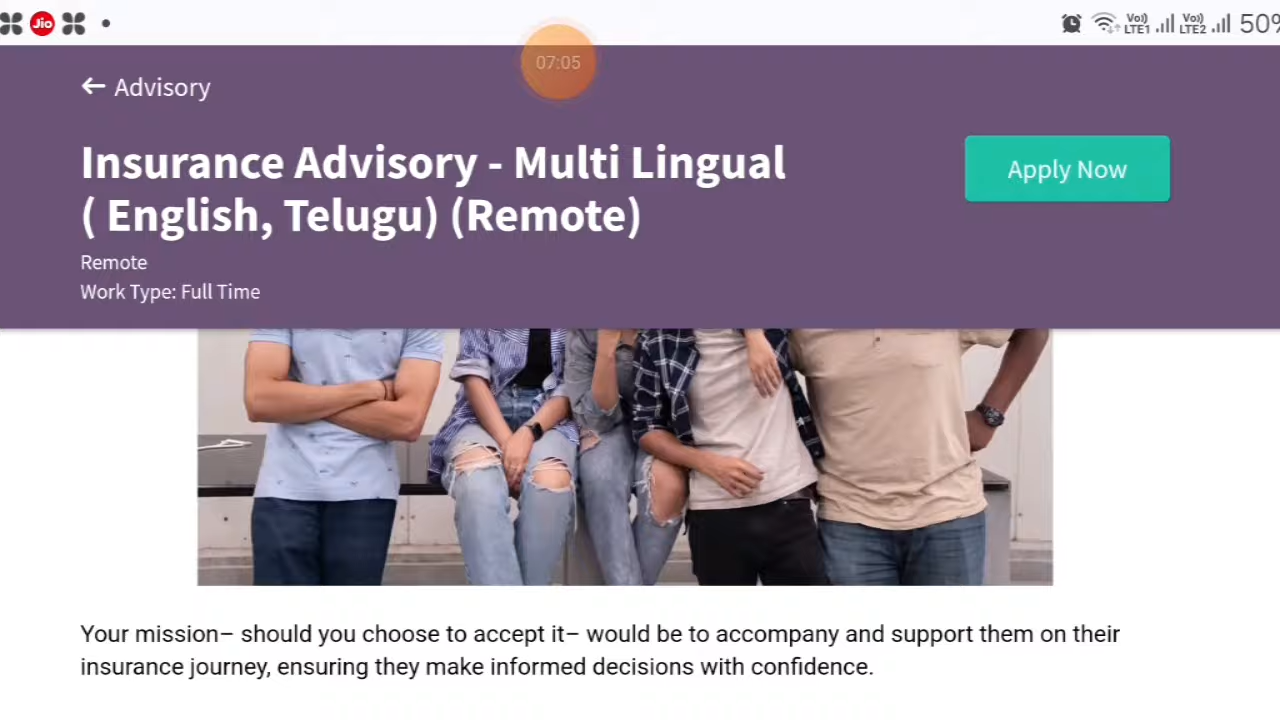 Jio
Vo)
LTE1
Vo)
LTE2
50%
07:05
← Advisory
Insurance Advisory - Multi Lingual
( English, Telugu) (Remote)
Apply Now
Remote
Work Type: Full Time
Your mission– should you choose to accept it– would be to accompany and support them on their
insurance journey, ensuring they make informed decisions with confidence.